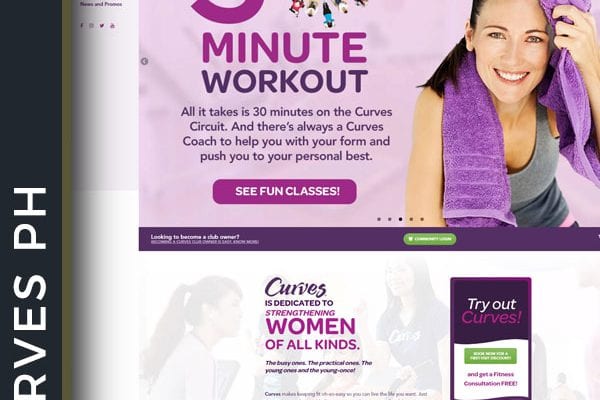 News and Promos
MINUTE
WORKOUT
All it takes is 30 minutes on the Curves
Circuit. And there's always a Curves
Coach to help you with your form and
push you to your personal best.
SEE FUN CLASSES!
Looking to become a club owner?
BECOMING A CURVES CLUB OWNER IS EASY. KNOW MORE!
COMMUNITY LOGIN
Curves
IS DEDICATED TO
STRENGTHENING
WOMEN
OF ALL KINDS.
The busy ones. The practical ones. The
young ones and the young-once!
Curves makes keeping fit oh-so-easy so you can live the life you want. Just
Try out
Curves!
BOOK NOW FOR A
FIRST-VISIT DISCOUNT!
and get a Fitness
Consultation FREE!
RVES PH